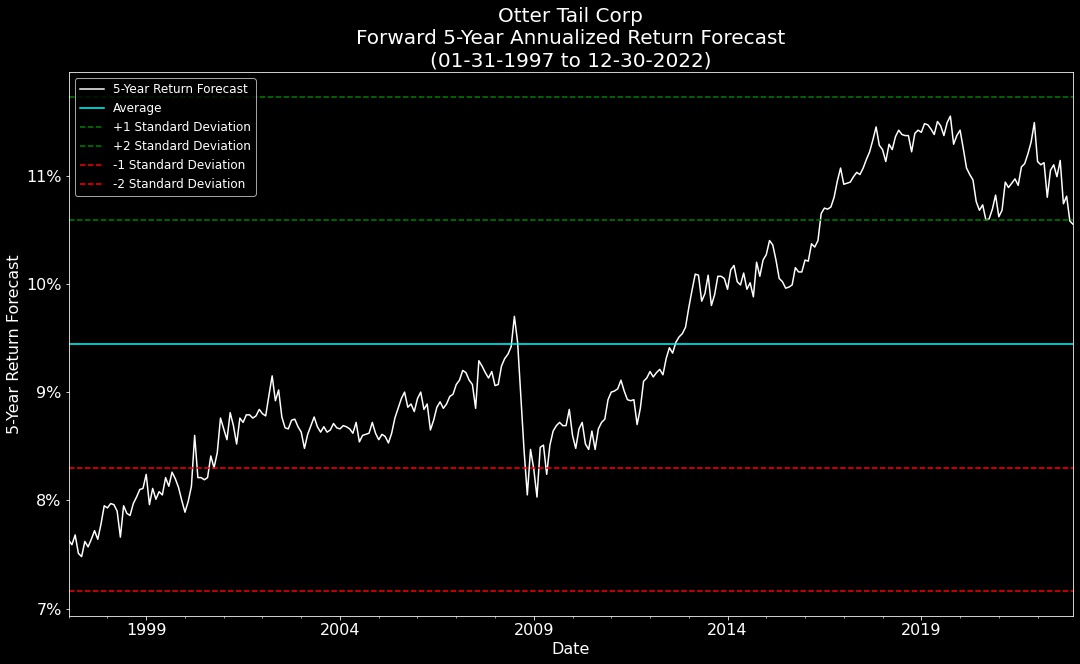 Otter Tail Corp
Forward 5-Year Annualized Return Forecast
(01-31-1997 to 12-30-2022)
5-Year Return Forecast
Average
+1 Standard Deviation
+2 Standard Deviation
-1 Standard Deviation
-2 Standard Deviation
11%
10%
9%
8%
7%
5-Year Return Forecast
1999
2004
2009
2014
2019
Date